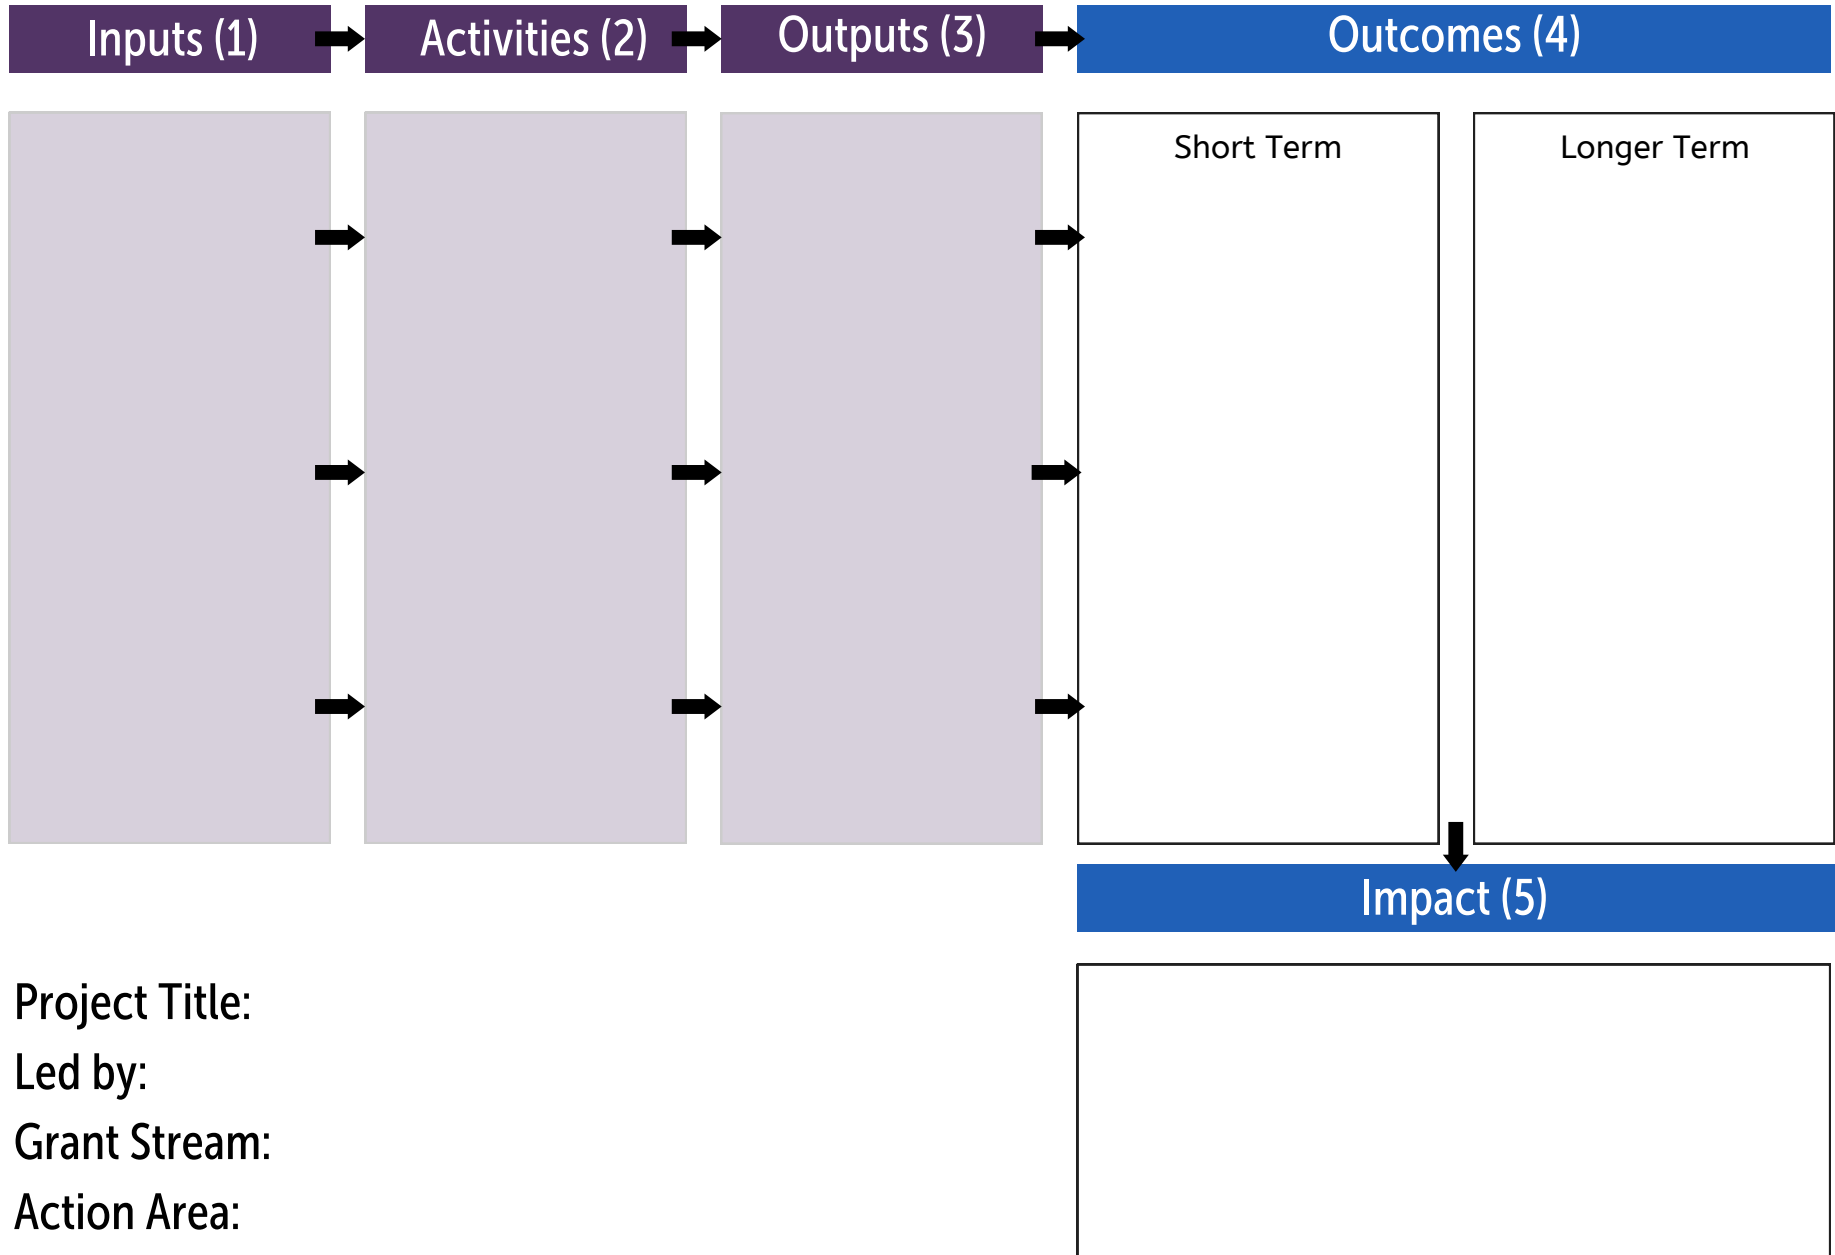 Inputs (1)
Activities (2)
Outputs (3)
Outcomes (4)
Short Term
Longer Term
Impact (5)
Project Title:
Led by:
Grant Stream:
Action Area: